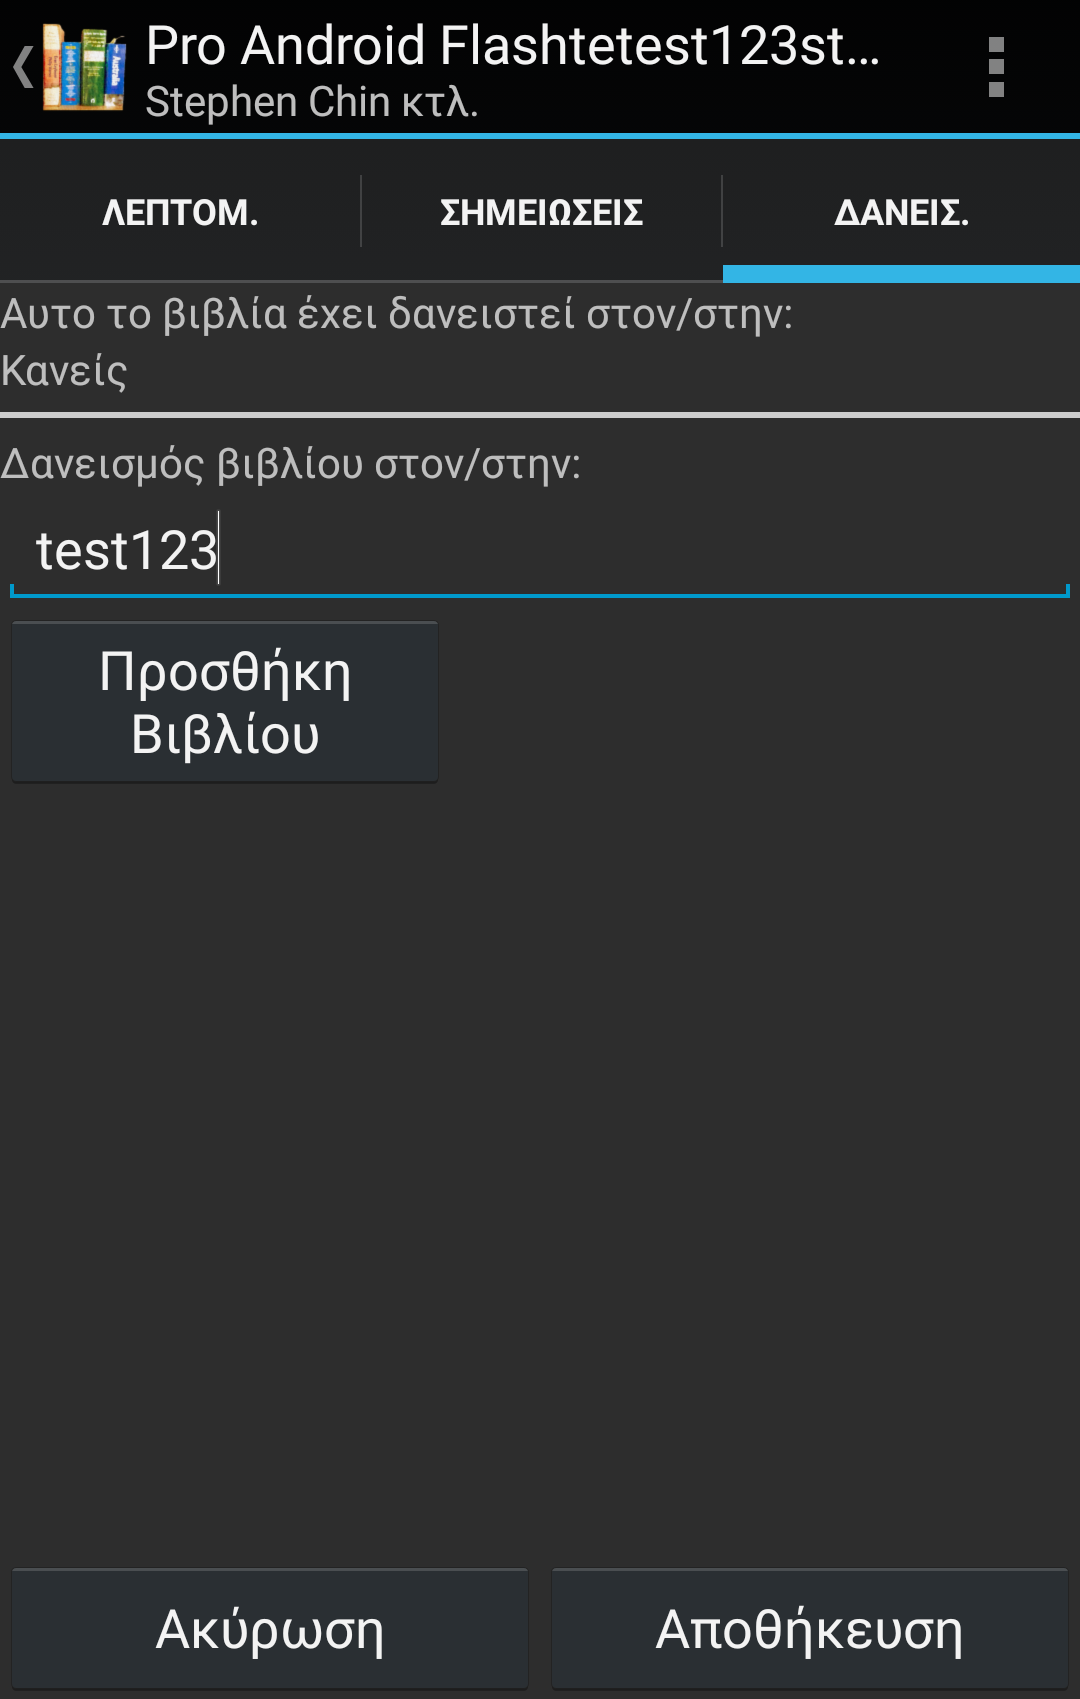 Pro Android Flashtetest123st...
Stephen Chin κτλ.
ΛΕΠΤΟΜ. ΣΗΜΕΙΩΣΕΙΣ ΔΑΝΕΙΣ.
Αυτο το βιβλία έχει δανειστεί στον/στην:
Κανείς
Δανεισμός βιβλίου στον/στην:
test123
Προσθήκη
Βιβλίου
Ακύρωση Αποθήκευση